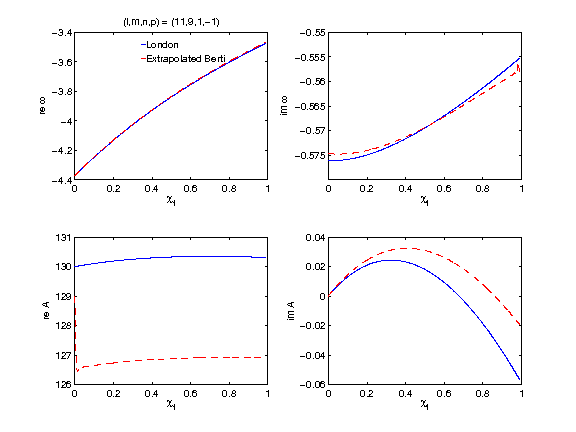 (l,m,n,p) = (11,9,1,−1)
London
Extrapolated Berti
re ω
−3.4
−3.6
−3.8
−4
−4.2
−4.4
0 0.2 0.4 0.6 0.8 1
χf
im ω
−0.55
−0.555
−0.56
−0.565
−0.57
−0.575
0 0.2 0.4 0.6 0.8 1
χf
re A
131
130
129
128
127
126
0 0.2 0.4 0.6 0.8 1
χf
im A
0.04
0.02
0
−0.02
−0.04
−0.06
0 0.2 0.4 0.6 0.8 1
χf